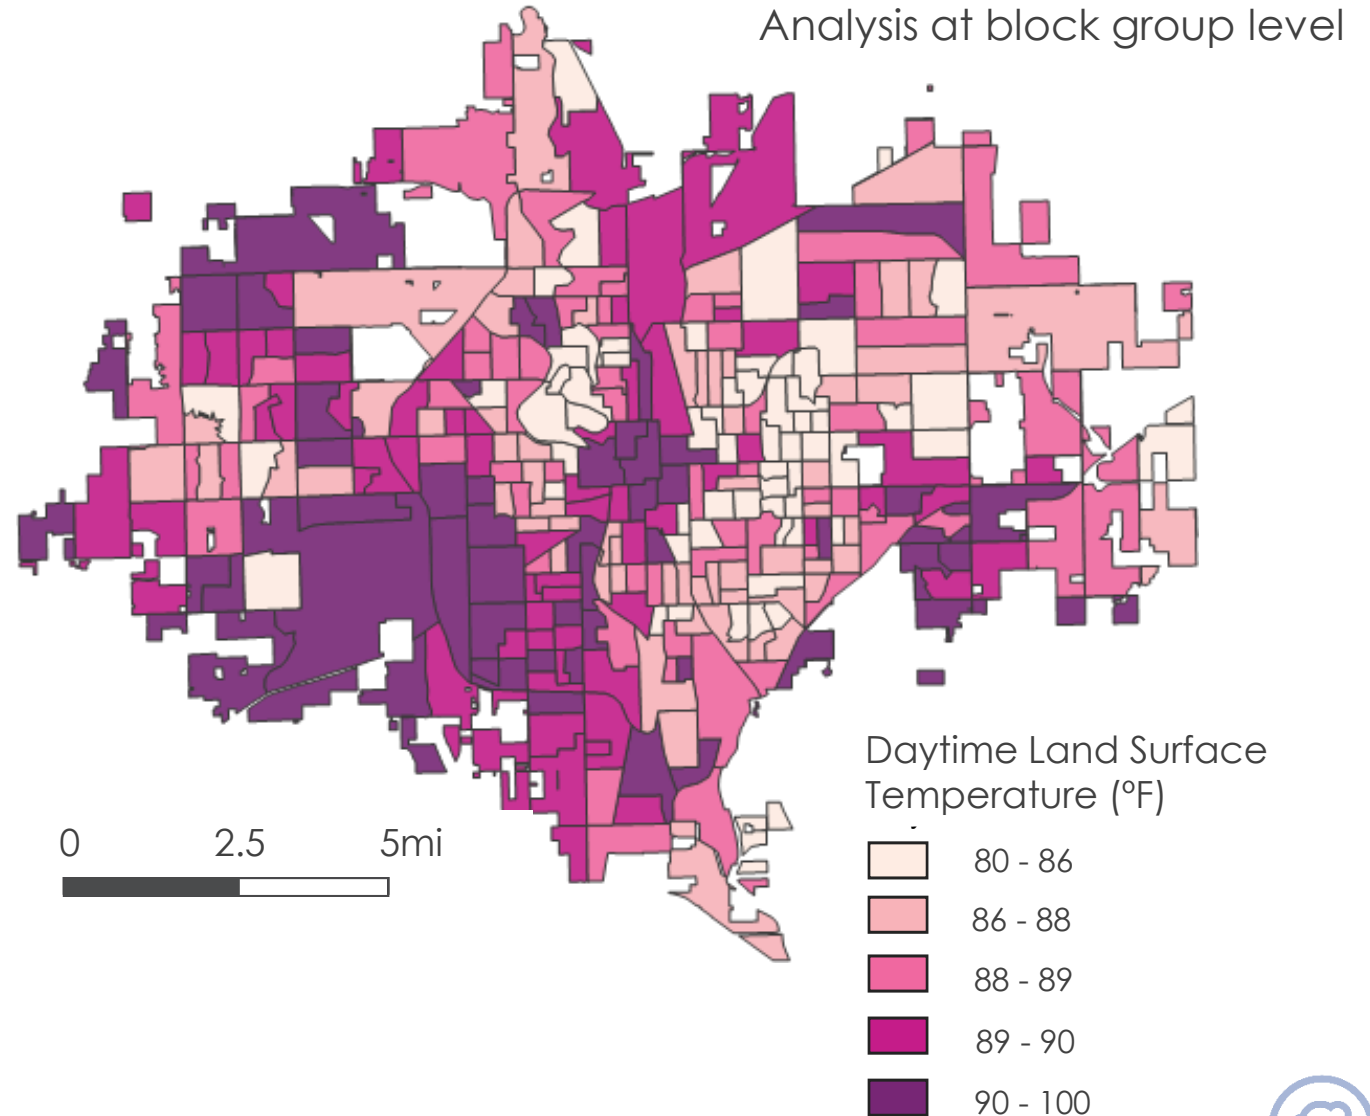 Analysis at block group level
Daytime Land Surface
Temperature (ºF)
0 2.5 5mi
80 - 86
86 - 88
88 - 89
89 - 90
90 - 100